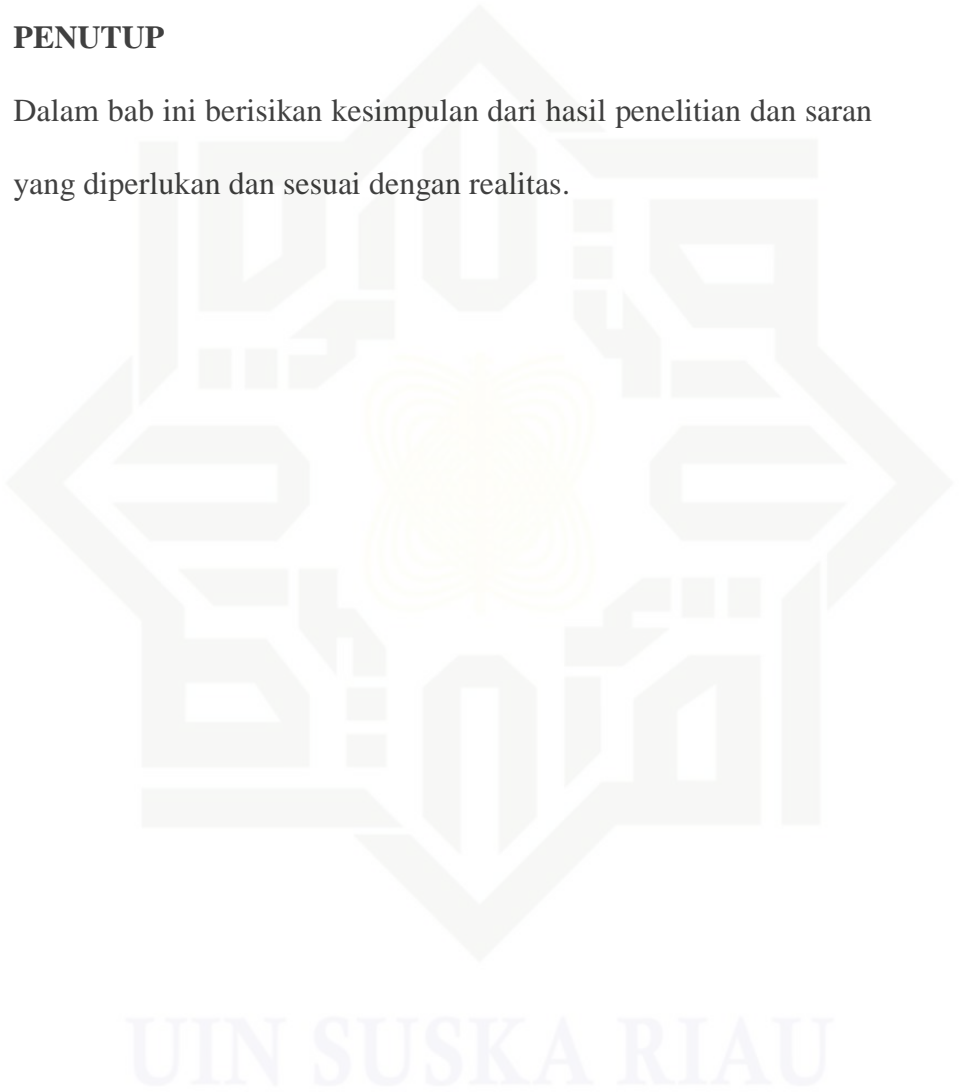 PENUTUP
Dalam bab ini berisikan kesimpulan dari hasil penelitian dan saran
yang diperlukan dan sesuai dengan realitas.
UIN SUSKA RIAU